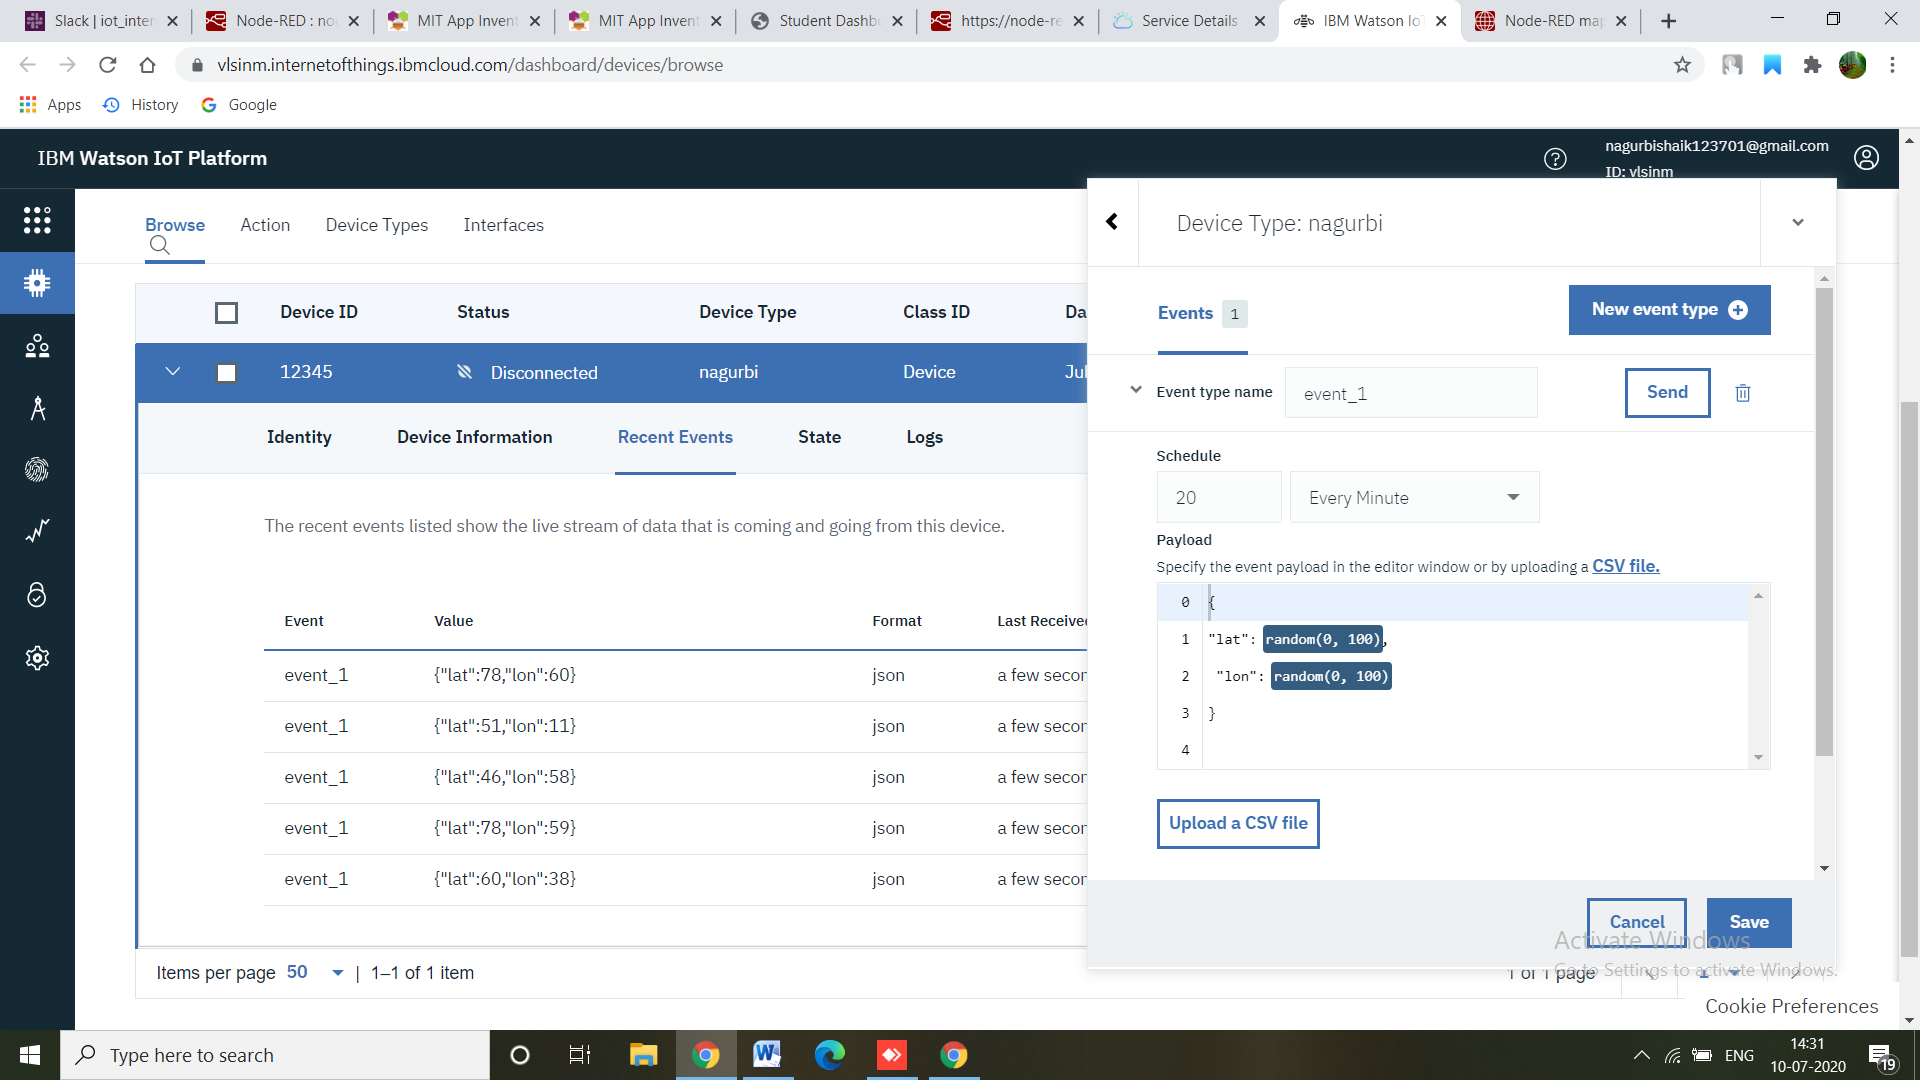 Slack | iot_inter
Node-RED : no
MIT App Invent
MIT App Invent
Student Dashb
https://node-re
Service Details
IBM Watson Io
Node-RED map
vlsinm.internetofthings.ibmcloud.com/dashboard/devices/browse
Apps
History
Google
IBM Watson IoT Platform
nagurbishaik123701@gmail.com
ID: vlsinm
Browse
Action
Device Types
Interfaces
Device ID
Status
Device Type
Class ID
Da
12345
Disconnected
nagurbi
Device
Jul
Identity
Device Information
Recent Events
State
Logs
The recent events listed show the live stream of data that is coming and going from this device.
Event
Value
Format
Last Received
event_1
{"lat":78,"lon":60}
json
a few secon
event_1
{"lat":51,"lon":11}
json
a few secon
event_1
{"lat":46,"lon":58}
json
a few secon
event_1
{"lat":78,"lon":59}
json
a few secon
event_1
{"lat":60,"lon":38}
json
a few secon
Items per page 50 | 1–1 of 1 item
1 of 1 page
1
Device Type: nagurbi
Events 1
New event type
Event type name
event_1
Send
Schedule
20
Every Minute
Payload
Specify the event payload in the editor window or by uploading a CSV file.
0 {
1 "lat": random(0, 100),
2 "lon": random(0, 100)
3 }
4
Upload a CSV file
Cancel
Save
Activate Windows
Go to Settings to activate Windows.
Cookie Preferences
Type here to search
ENG
14:31
10-07-2020
19